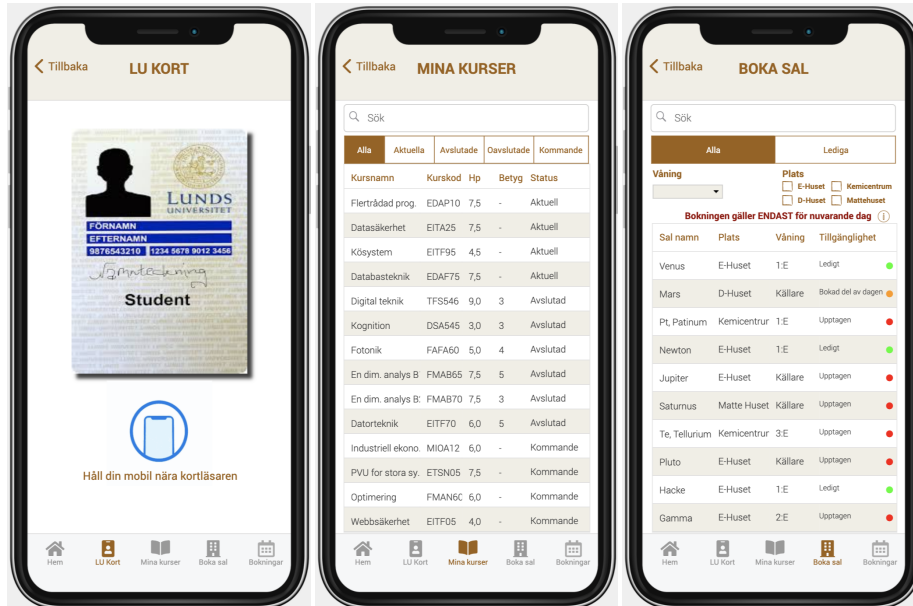 Tillbaka
LU KORT
LUNDS
UNIVERSITET
FÖRNAMN
EFTERNAMN
9876543210 1234 5678 9012 3456
Namnteckning
Student
Håll din mobil nära kortläsaren
Hem LU Kort Mina kurser Boka sal Bokningar
Tillbaka
MINA KURSER
Sök
Alla Aktuella Avslutade Oavslutade Kommande
Kursnamn Kurskod Hp Betyg Status
Flertrådad prog. EDAP10 7,5 - Aktuell
Datasäkerhet EITA25 7,5 - Aktuell
Kösystem EITF95 4,5 - Aktuell
Databasteknik EDAF75 7,5 - Aktuell
Digital teknik TFS546 9,0 3 Avslutad
Kognition DSA545 3,0 3 Avslutad
Fotonik FAFA60 5,0 4 Avslutad
En dim. analys B FMAB65 7,5 5 Avslutad
En dim. analys B: FMAB70 7,5 3 Avslutad
Datorteknik EITF70 6,0 5 Avslutad
Industriell ekono. MIOA12 6,0 - Kommande
PVU for stora sy. ETSN05 7,5 - Kommande
Optimering FMAN6C 6,0 - Kommande
Webbsäkerhet EITF05 4,0 - Kommande
Hem LU Kort Mina kurser Boka sal Bokningar
Tillbaka
BOKA SAL
Sök
Alla Lediga
Våning Plats
E-Huset Kemicentrum
D-Huset Mattehuset
Bokningen gäller ENDAST för nuvarande dag i
Sal namn Plats Våning Tillgänglighet
Venus E-Huset 1:E Ledigt
Mars D-Huset Källare Bokad del av dagen
Pt, Patinum Kemicentrur 1:E Upptagen
Newton E-Huset 1:E Ledigt
Jupiter E-Huset Källare Upptagen
Saturnus Matte Huset Källare Upptagen
Te, Tellurium Kemicentrur 3:E Upptagen
Pluto E-Huset Källare Upptagen
Hacke E-Huset 1:E Ledigt
Gamma E-Huset 2:E Upptagen
Hem LU Kort Mina kurser Boka sal Bokningar